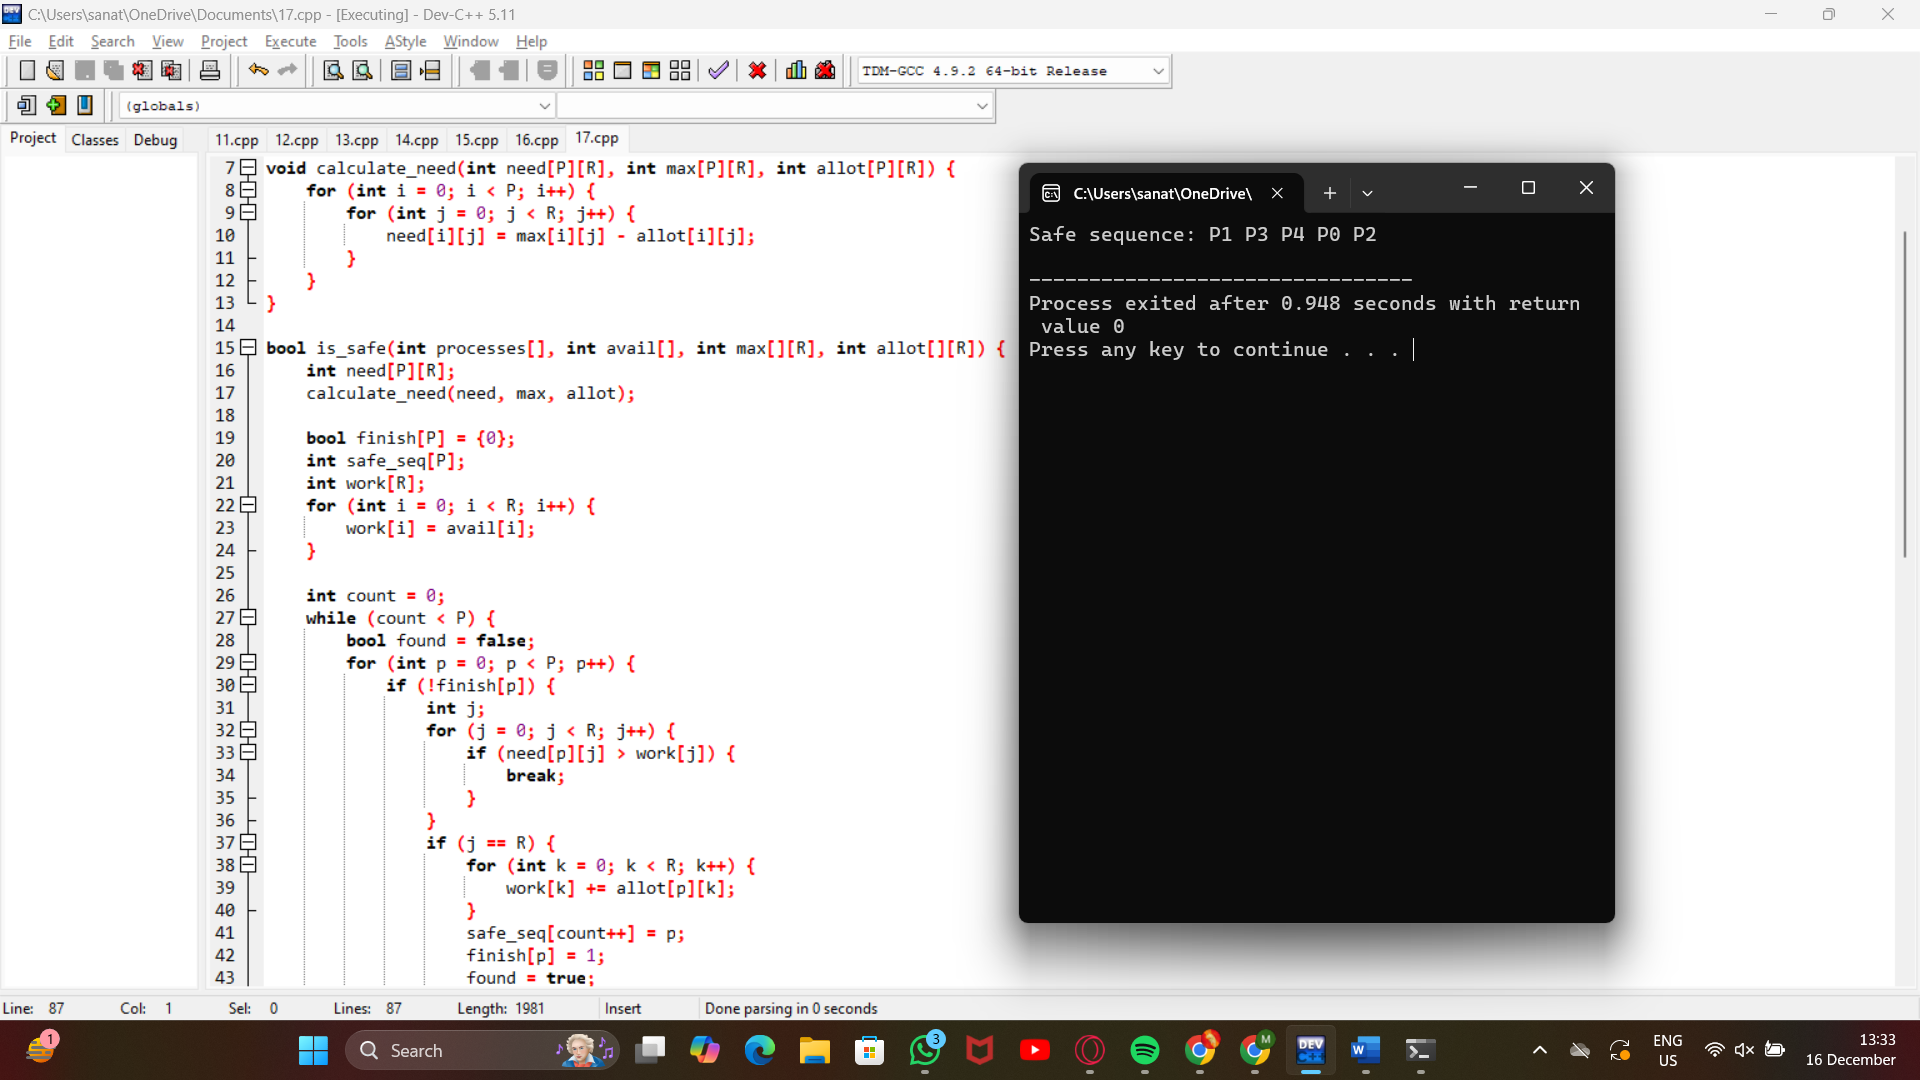 C:\Users\sanat\OneDrive\Documents\17.cpp - [Executing] - Dev-C++ 5.11
File Edit Search View Project Execute Tools AStyle Window Help
TDM-GCC 4.9.2 64-bit Release
(globals)
Project Classes Debug 11.cpp 12.cpp 13.cpp 14.cpp 15.cpp 16.cpp 17.cpp
7 void calculate_need(int need[P][R], int max[P][R], int allot[P][R]) {
8 for (int i = 0; i < P; i++) {
9 for (int j = 0; j < R; j++) {
10 need[i][j] = max[i][j] - allot[i][j];
11 }
12 }
13 }
14
15 bool is_safe(int processes[], int avail[], int max[][R], int allot[][R]) {
16 int need[P][R];
17 calculate_need(need, max, allot);
18
19 bool finish[P] = {0};
20 int safe_seq[P];
21 int work[R];
22 for (int i = 0; i < R; i++) {
23 work[i] = avail[i];
24 }
25
26 int count = 0;
27 while (count < P) {
28 bool found = false;
29 for (int p = 0; p < P; p++) {
30 if (!finish[p]) {
31 int j;
32 for (j = 0; j < R; j++) {
33 if (need[p][j] > work[j]) {
34 break;
35 }
36 }
37 if (j == R) {
38 for (int k = 0; k < R; k++) {
39 work[k] += allot[p][k];
40 }
41 safe_seq[count++] = p;
42 finish[p] = 1;
43 found = true;
C:\Users\sanat\OneDrive\
Safe sequence: P1 P3 P4 P0 P2
--------------------------------
Process exited after 0.948 seconds with return
value 0
Press any key to continue . . .
Line: 87 Col: 1 Sel: 0 Lines: 87 Length: 1981 Insert Done parsing in 0 seconds
1
Search
3
M
DEV
C++
W
ENG
US
13:33
16 December